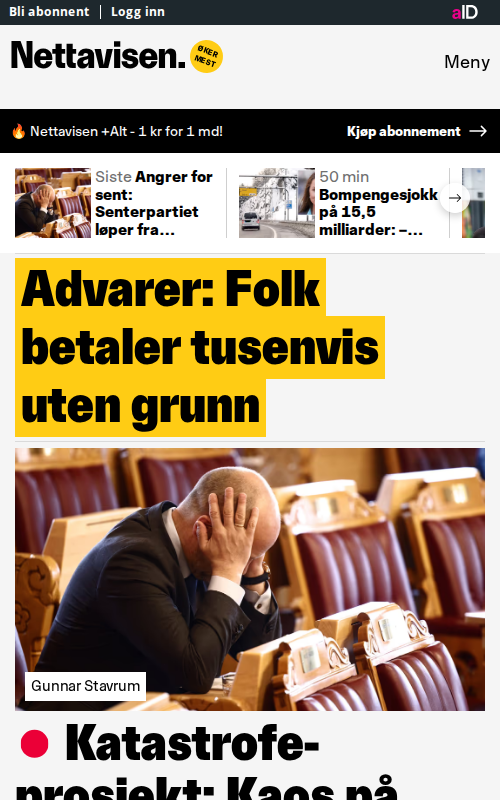 Bli abonnent
Logg inn
aID
Nettavisen.
ØKER
MEST
Meny
🔥 Nettavisen +Alt - 1 kr for 1 md!
Kjøp abonnement →
Siste Angrer for
sent:
Senterpartiet
løper fra...
50 min
Bompengesjokk
på 15,5
milliarder: –...
Advarer: Folk
betaler tusenvis
uten grunn
Gunnar Stavrum
Katastrofe-
prosjekt: Kaos på